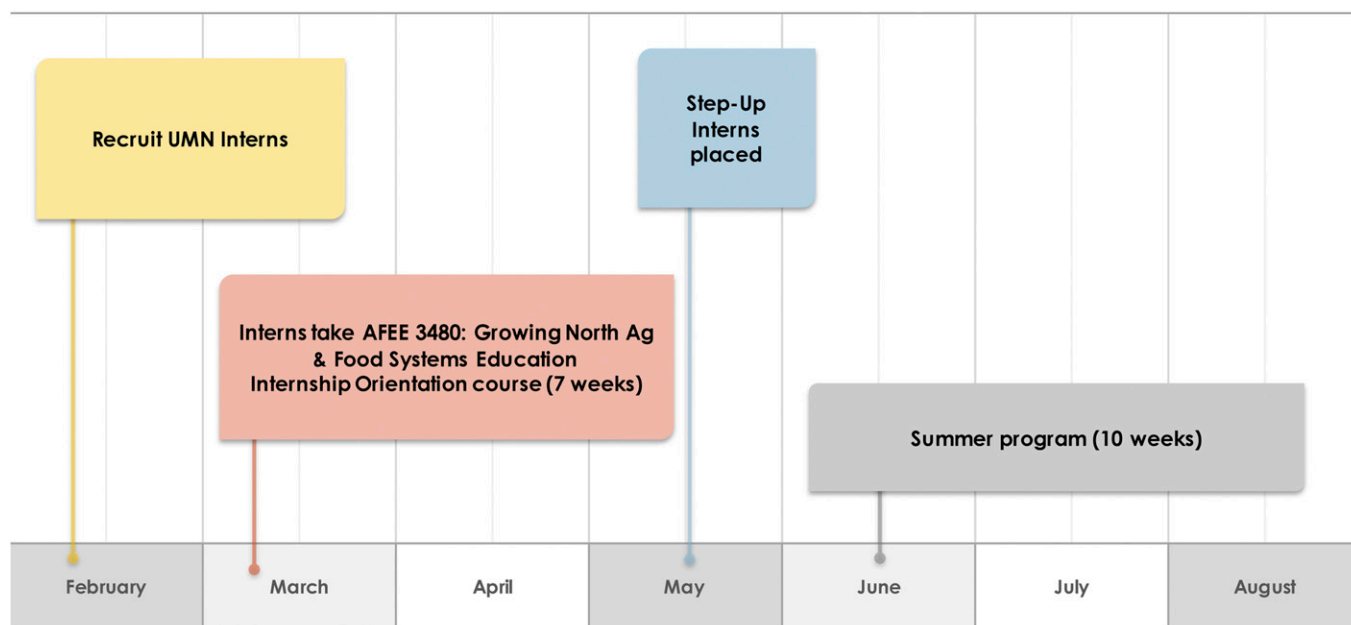 Recruit UMN Interns
Step-Up
Interns
placed
Interns take AFEE 3480: Growing North Ag
& Food Systems Education
Internship Orientation course (7 weeks)
Summer program (10 weeks)
February
March
April
May
June
July
August